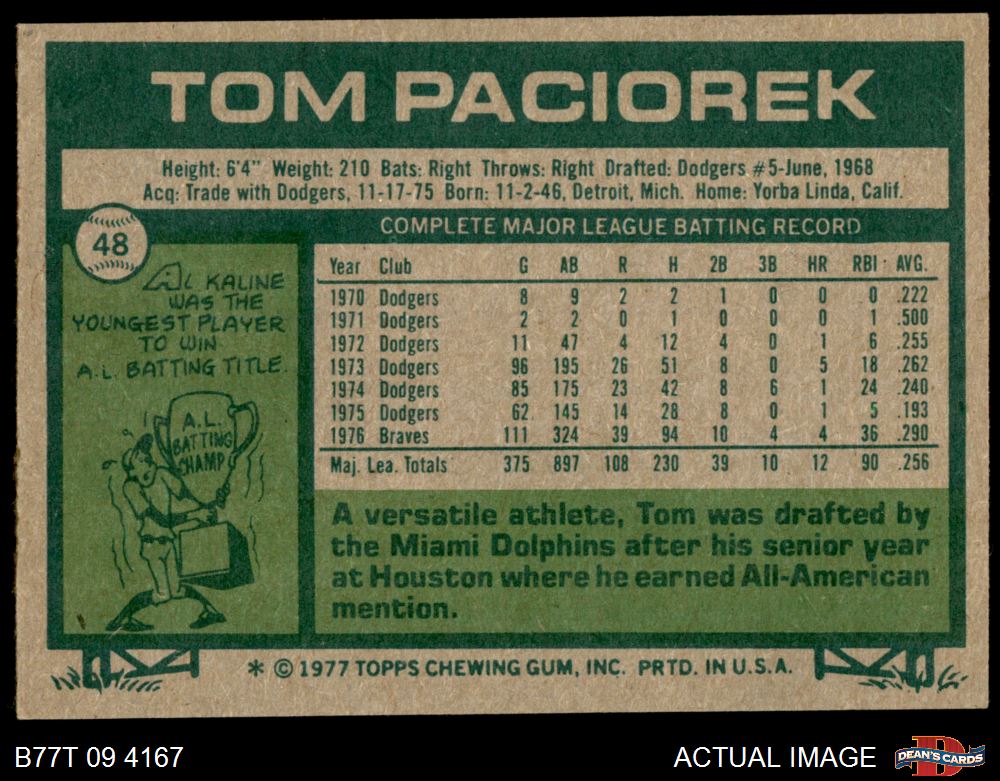 TOM PACIOREK
Height: 6'4" Weight: 210 Bats: Right Throws: Right Drafted: Dodgers #5-June, 1968
Acq: Trade with Dodgers, 11-17-75 Born: 11-2-46, Detroit, Mich. Home: Yorba Linda, Calif.
48
AL KALINE
WAS THE
YOUNGEST PLAYER
TO WIN
A.L. BATTING TITLE.
A.L.
BATTING
CHAMP
COMPLETE MAJOR LEAGUE BATTING RECORD
Year Club G AB R H 2B 3B HR RBI AVG.
1970 Dodgers 8 9 2 2 1 0 0 0 .222
1971 Dodgers 2 2 0 1 0 0 0 1 .500
1972 Dodgers 11 47 4 12 4 0 1 6 .255
1973 Dodgers 96 195 26 51 8 0 5 18 .262
1974 Dodgers 85 175 23 42 8 6 1 24 .240
1975 Dodgers 62 145 14 28 8 0 1 5 .193
1976 Braves 111 324 39 94 10 4 4 36 .290
Maj. Lea. Totals 375 897 108 230 39 10 12 90 .256
A versatile athlete, Tom was drafted by
the Miami Dolphins after his senior year
at Houston where he earned All-American
mention.
* © 1977 TOPPS CHEWING GUM, INC. PRTD. IN U.S.A.
B77T 09 4167
ACTUAL IMAGE
D
DEAN'S CARDS